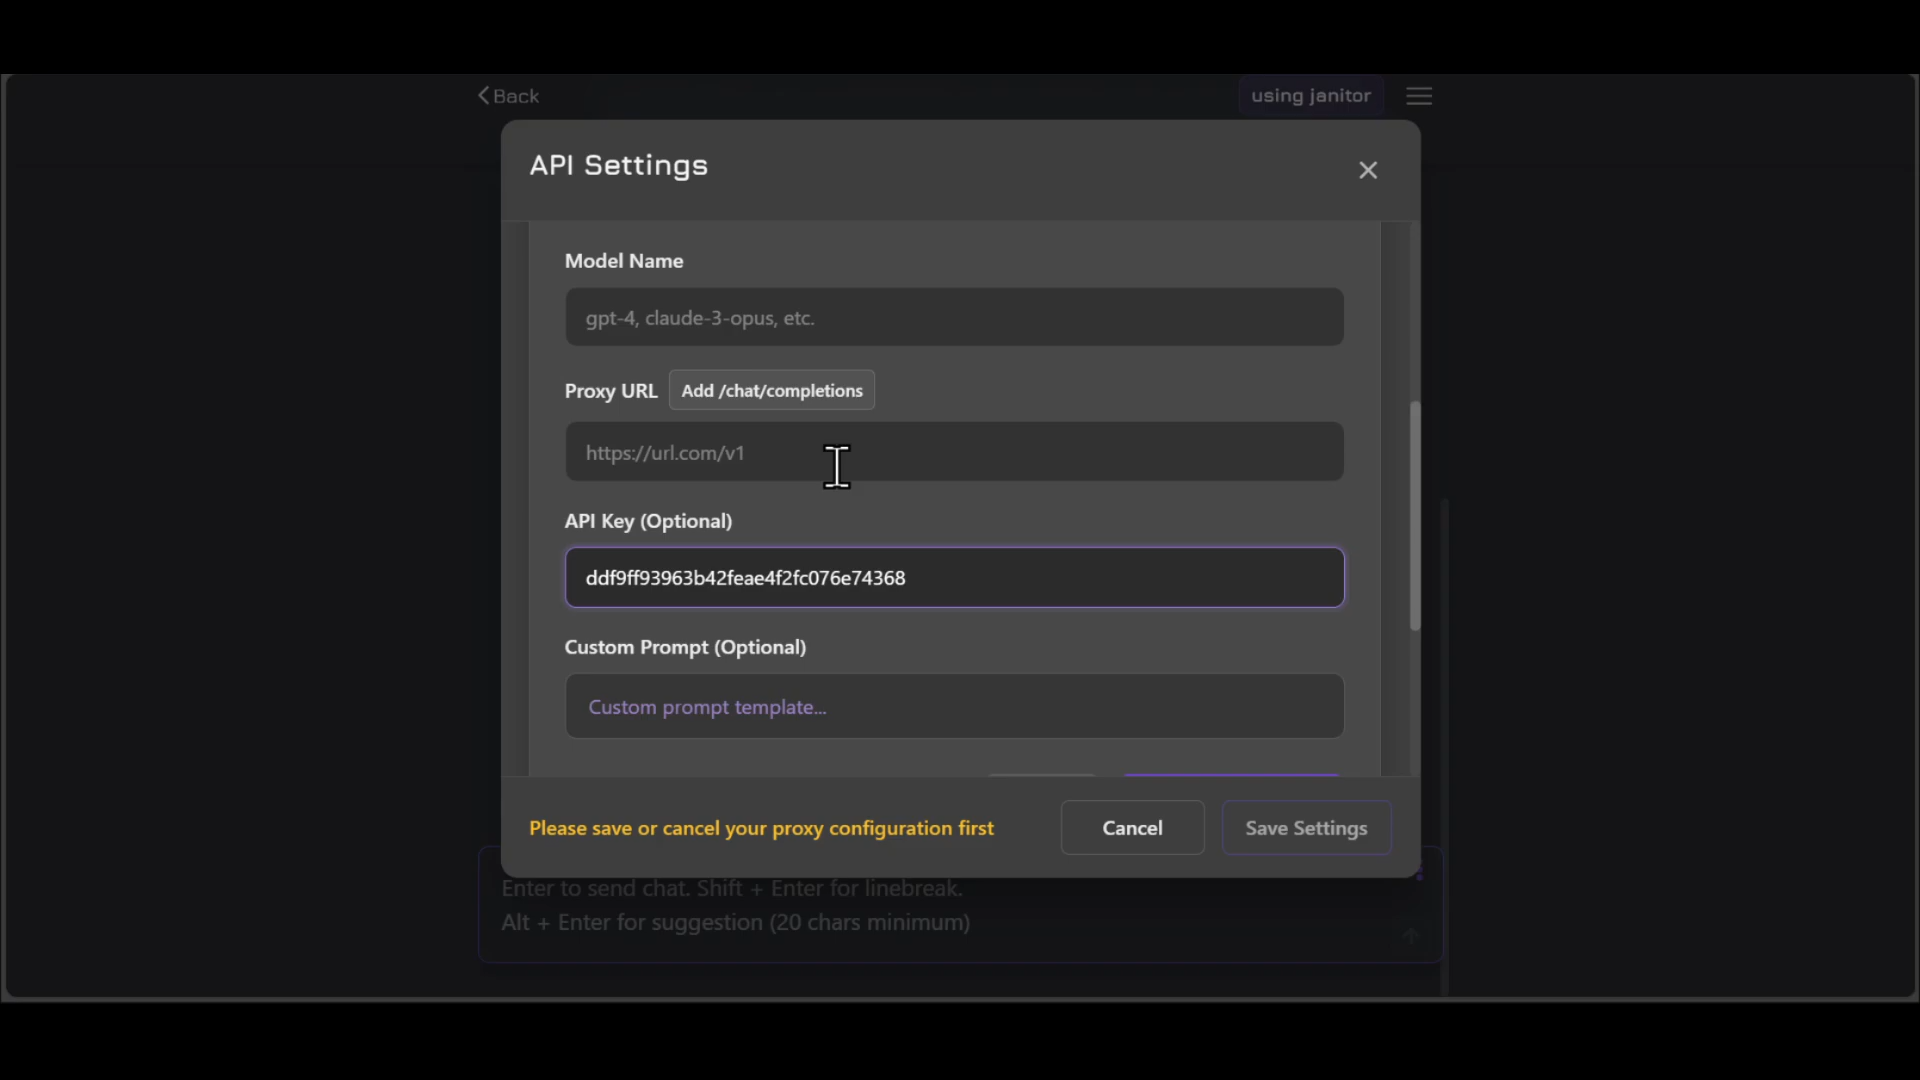 Back
using janitor
API Settings
Model Name
gpt-4, claude-3-opus, etc.
Proxy URL
Add /chat/completions
https://url.com/v1
API Key (Optional)
ddf9ff93963b42feae4f2fc076e74368
Custom Prompt (Optional)
Custom prompt template...
Please save or cancel your proxy configuration first
Cancel
Save Settings
Enter to send chat. Shift + Enter for linebreak.
Alt + Enter for suggestion (20 chars minimum)